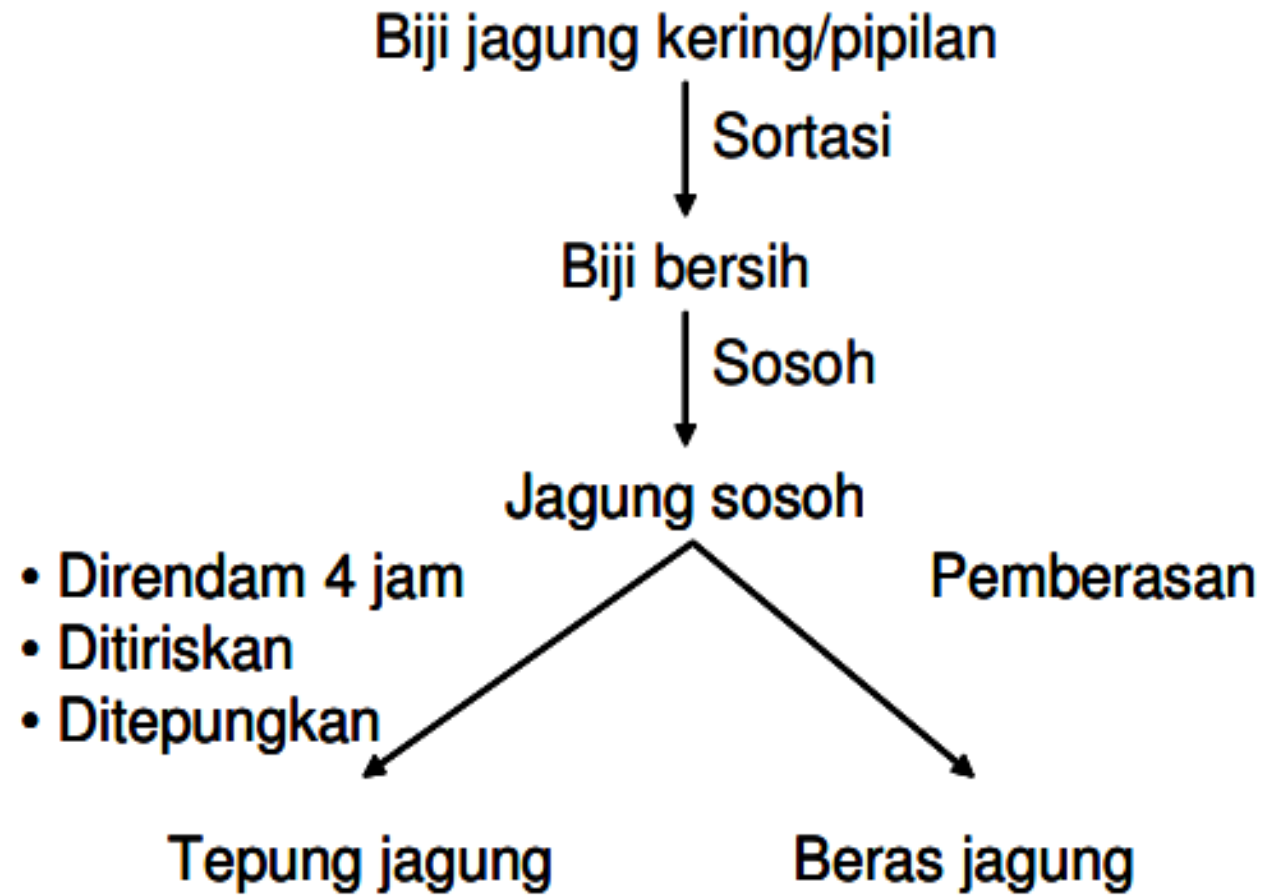 Biji jagung kering/pipilan
Sortasi
Biji bersih
Sosoh
Jagung sosoh
• Direndam 4 jam
• Ditiriskan
• Ditepungkan
Pemberasan
Tepung jagung
Beras jagung